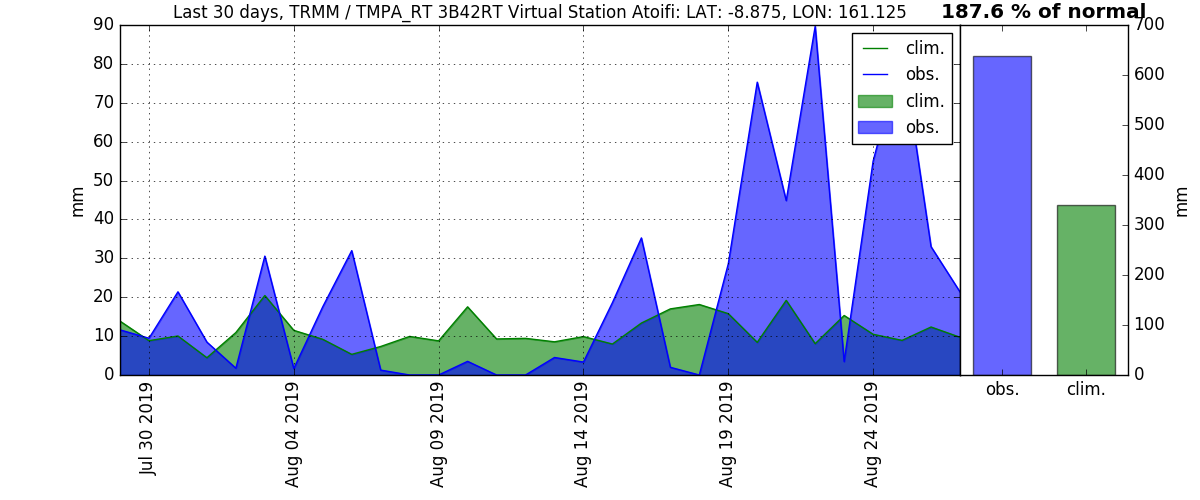 Last 30 days, TRMM / TMPA_RT 3B42RT Virtual Station Atoifi: LAT: -8.875, LON: 161.125
187.6 % of normal
90
80
70
60
50
40
30
20
10
0
mm
clim.
obs.
clim.
obs.
700
600
500
400
300
200
100
0
mm
obs.
clim.
Jul 30 2019
Aug 04 2019
Aug 09 2019
Aug 14 2019
Aug 19 2019
Aug 24 2019